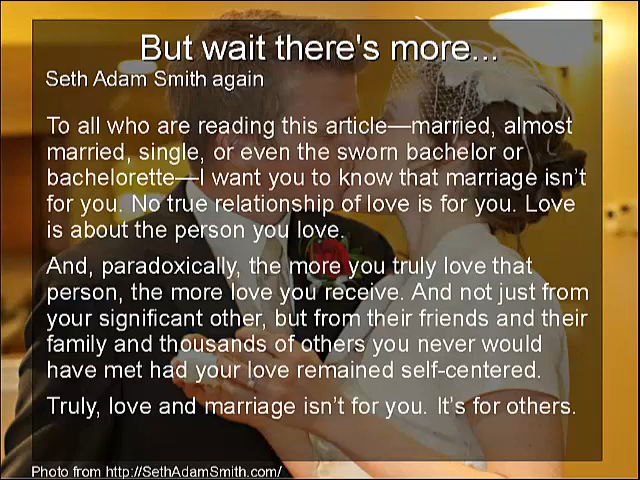 But wait there's more...
Seth Adam Smith again
To all who are reading this article—married, almost
married, single, or even the sworn bachelor or
bachelorette—I want you to know that marriage isn’t
for you. No true relationship of love is for you. Love
is about the person you love.
And, paradoxically, the more you truly love that
person, the more love you receive. And not just from
your significant other, but from their friends and their
family and thousands of others you never would
have met had your love remained self-centered.
Truly, love and marriage isn’t for you. It’s for others.
Photo from http://SethAdamSmith.com/